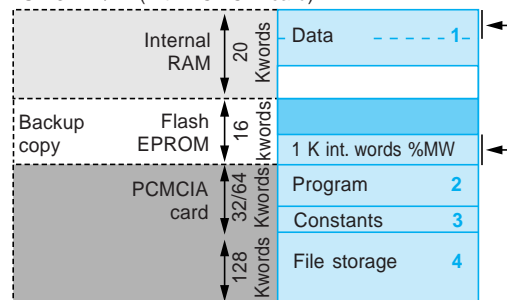 Internal RAM
20 Kwords
Data 1
Backup copy
Flash EPROM
16 kwords
1 K int. words %MW
PCMCIA card
32/64 Kwords
Program 2
Constants 3
128 Kwords
File storage 4